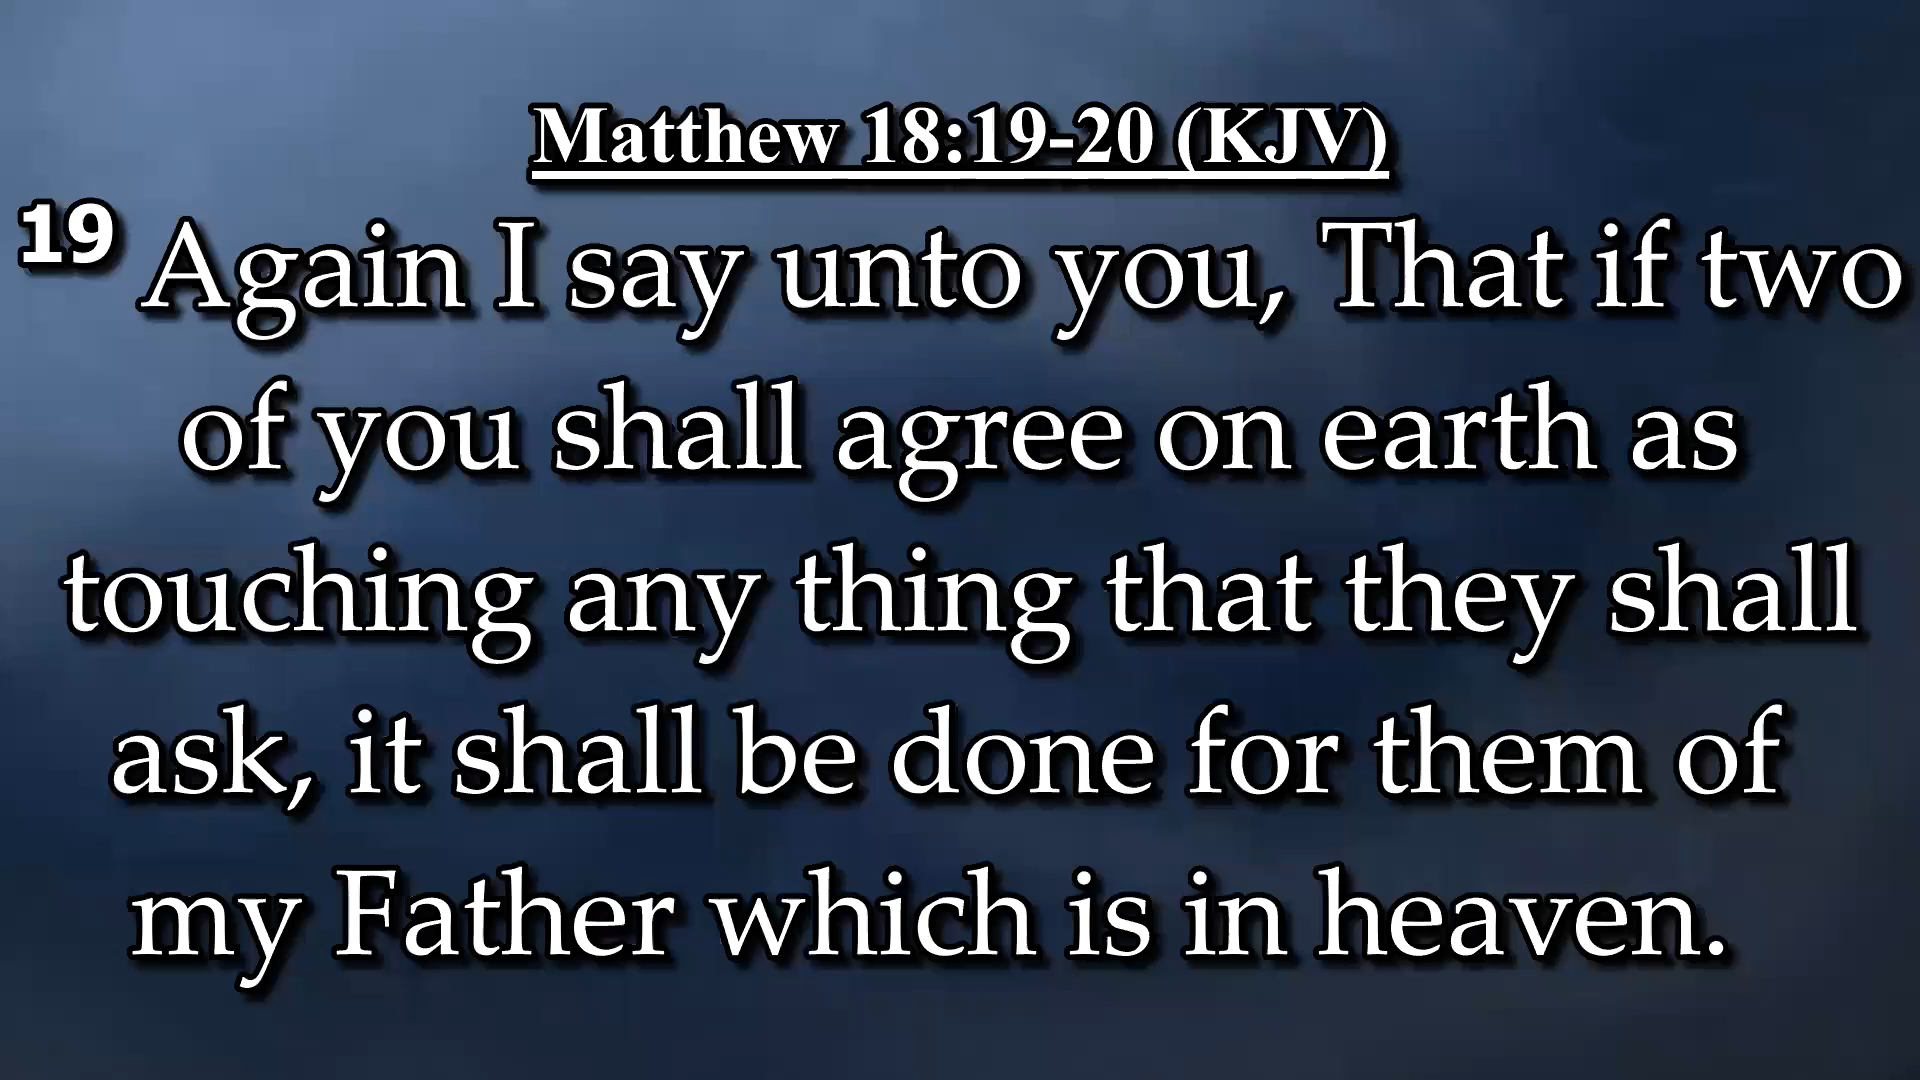 Matthew 18:19-20 (KJV)
19 Again I say unto you, That if two
of you shall agree on earth as
touching any thing that they shall
ask, it shall be done for them of
my Father which is in heaven.